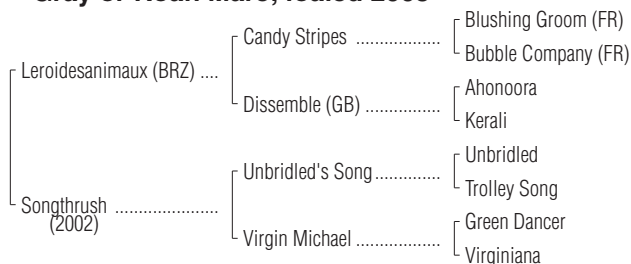 Gray or Roan Mare; foaled
Blushing Groom (FR)
Candy Stripes ..................
Bubble Company (FR)
Leroidesanimaux (BRZ) ....
Ahonoora
Dissemble (GB) ................
Kerali
Unbridled
Unbridled's Song..............
Trolley Song
Songthrush ......................
(2002)
Green Dancer
Virgin Michael ..................
Virginiana